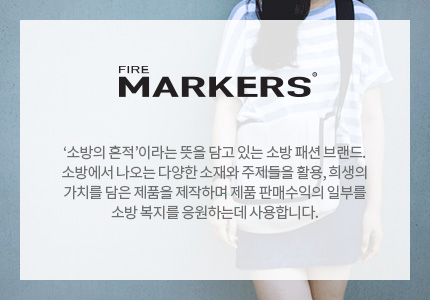 FIRE
MARKERS®
‘소방의 흔적’이라는 뜻을 담고 있는 소방 패션 브랜드.
소방에서 나오는 다양한 소재와 주제들을 활용, 희생의
가치를 담은 제품을 제작하며 제품 판매수익의 일부를
소방 복지를 응원하는데 사용합니다.